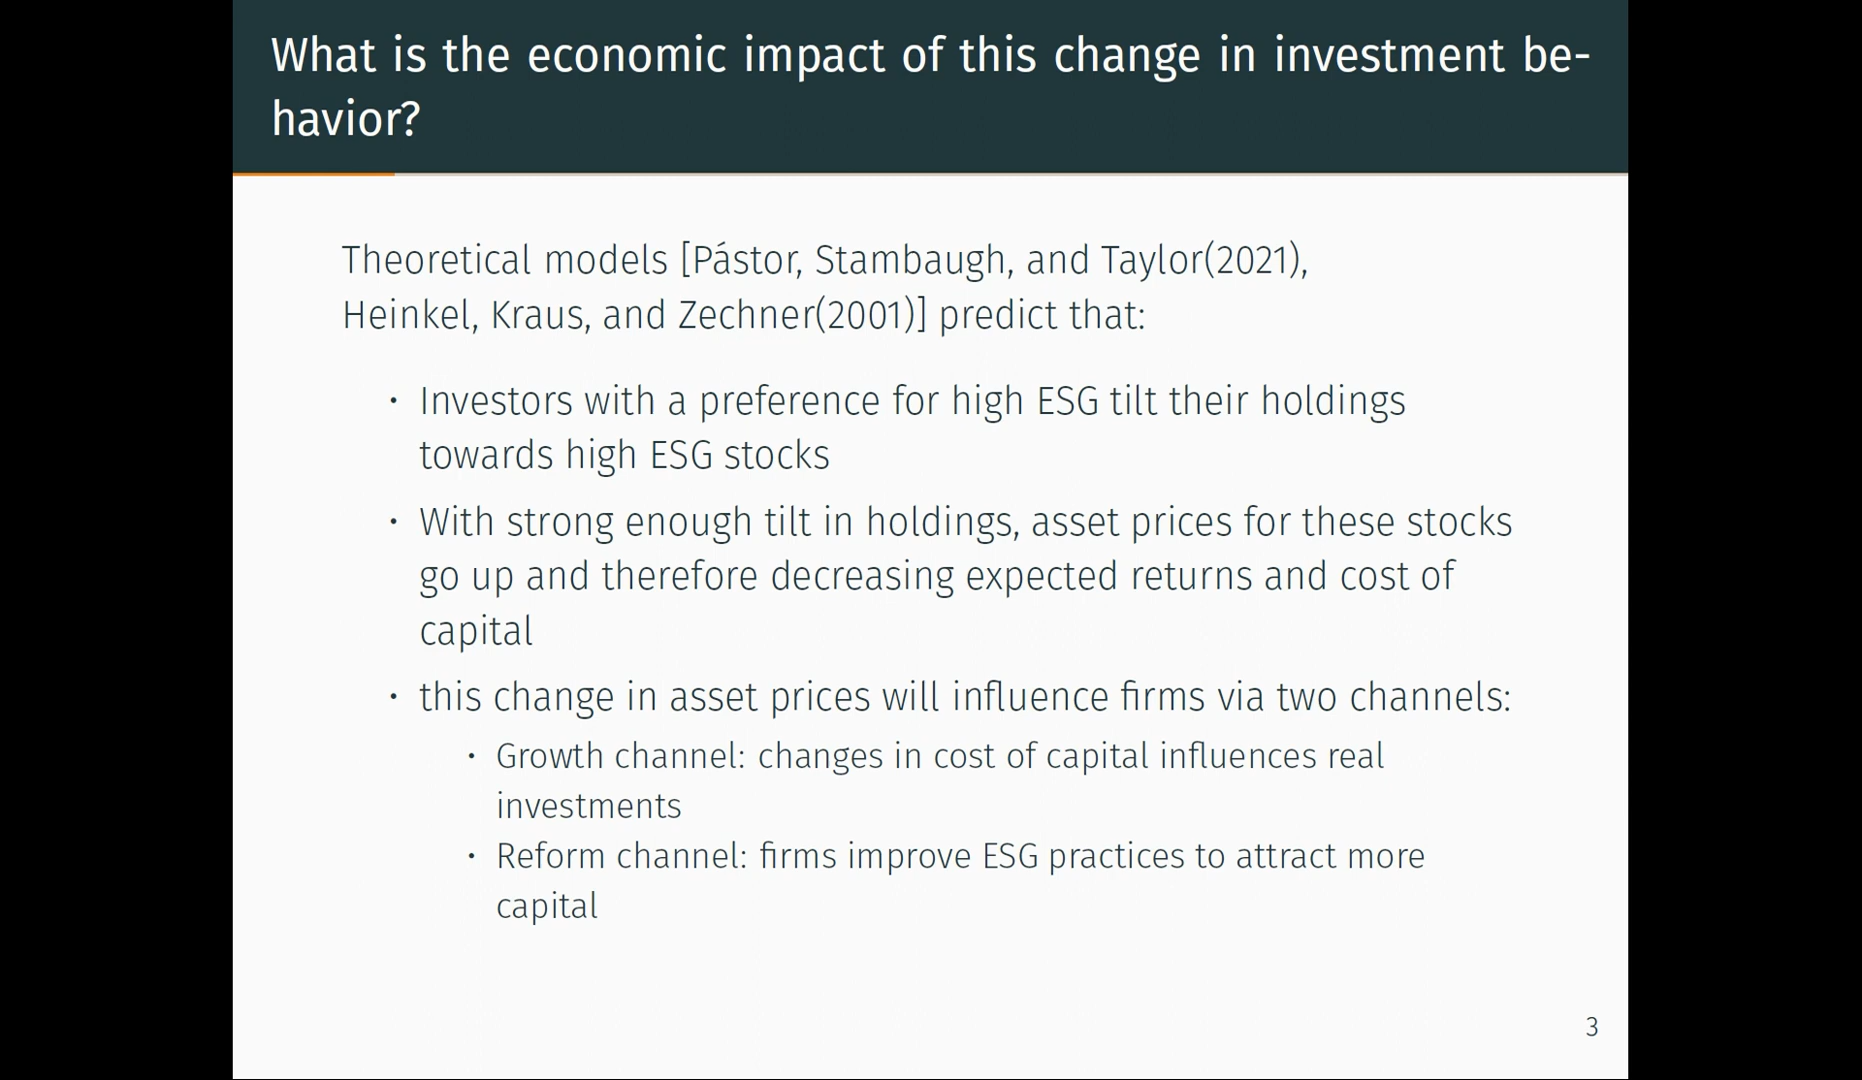 What is the economic impact of this change in investment be-
havior?
Theoretical models [Pástor, Stambaugh, and Taylor(2021),
Heinkel, Kraus, and Zechner(2001)] predict that:
· Investors with a preference for high ESG tilt their holdings
towards high ESG stocks
· With strong enough tilt in holdings, asset prices for these stocks
go up and therefore decreasing expected returns and cost of
capital
· this change in asset prices will influence firms via two channels:
· Growth channel: changes in cost of capital influences real
investments
· Reform channel: firms improve ESG practices to attract more
capital
3